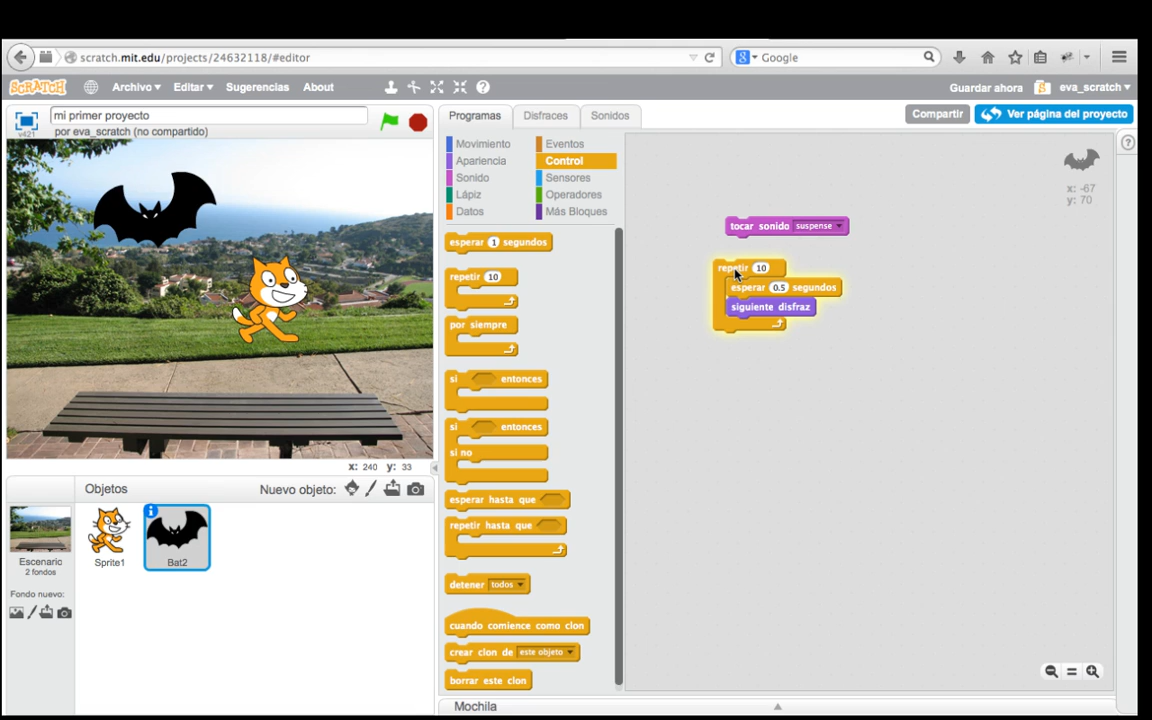 scratch.mit.edu/projects/24632118/#editor
Google
SCRATCH Archivo Editar Sugerencias About Guardar ahora eva_scratch
v421 mi primer proyecto
por eva_scratch (no compartido)
Programas Disfraces Sonidos Compartir Ver página del proyecto
Movimiento Eventos
Apariencia Control
Sonido Sensores
Lápiz Operadores
Datos Más Bloques
x: -67
y: 70
tocar sonido suspense
esperar 1 segundos
repetir 10
repetir 10
esperar 0.5 segundos
siguiente disfraz
por siempre
si entonces
si entonces
si no
esperar hasta que
repetir hasta que
detener todos
cuando comience como clon
crear clon de este objeto
borrar este clon
x: 240 y: 33
Objetos Nuevo objeto:
Sprite1
Bat2
Escenario
2 fondos
Fondo nuevo:
Mochila